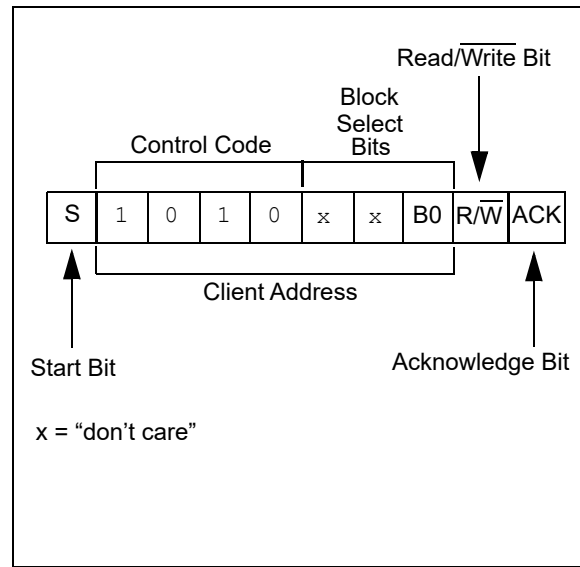 Read/Write Bit
Block
Select
Bits
Control Code
S 1 0 1 0 x x B0 R/W ACK
Client Address
Start Bit
Acknowledge Bit
x = “don’t care”